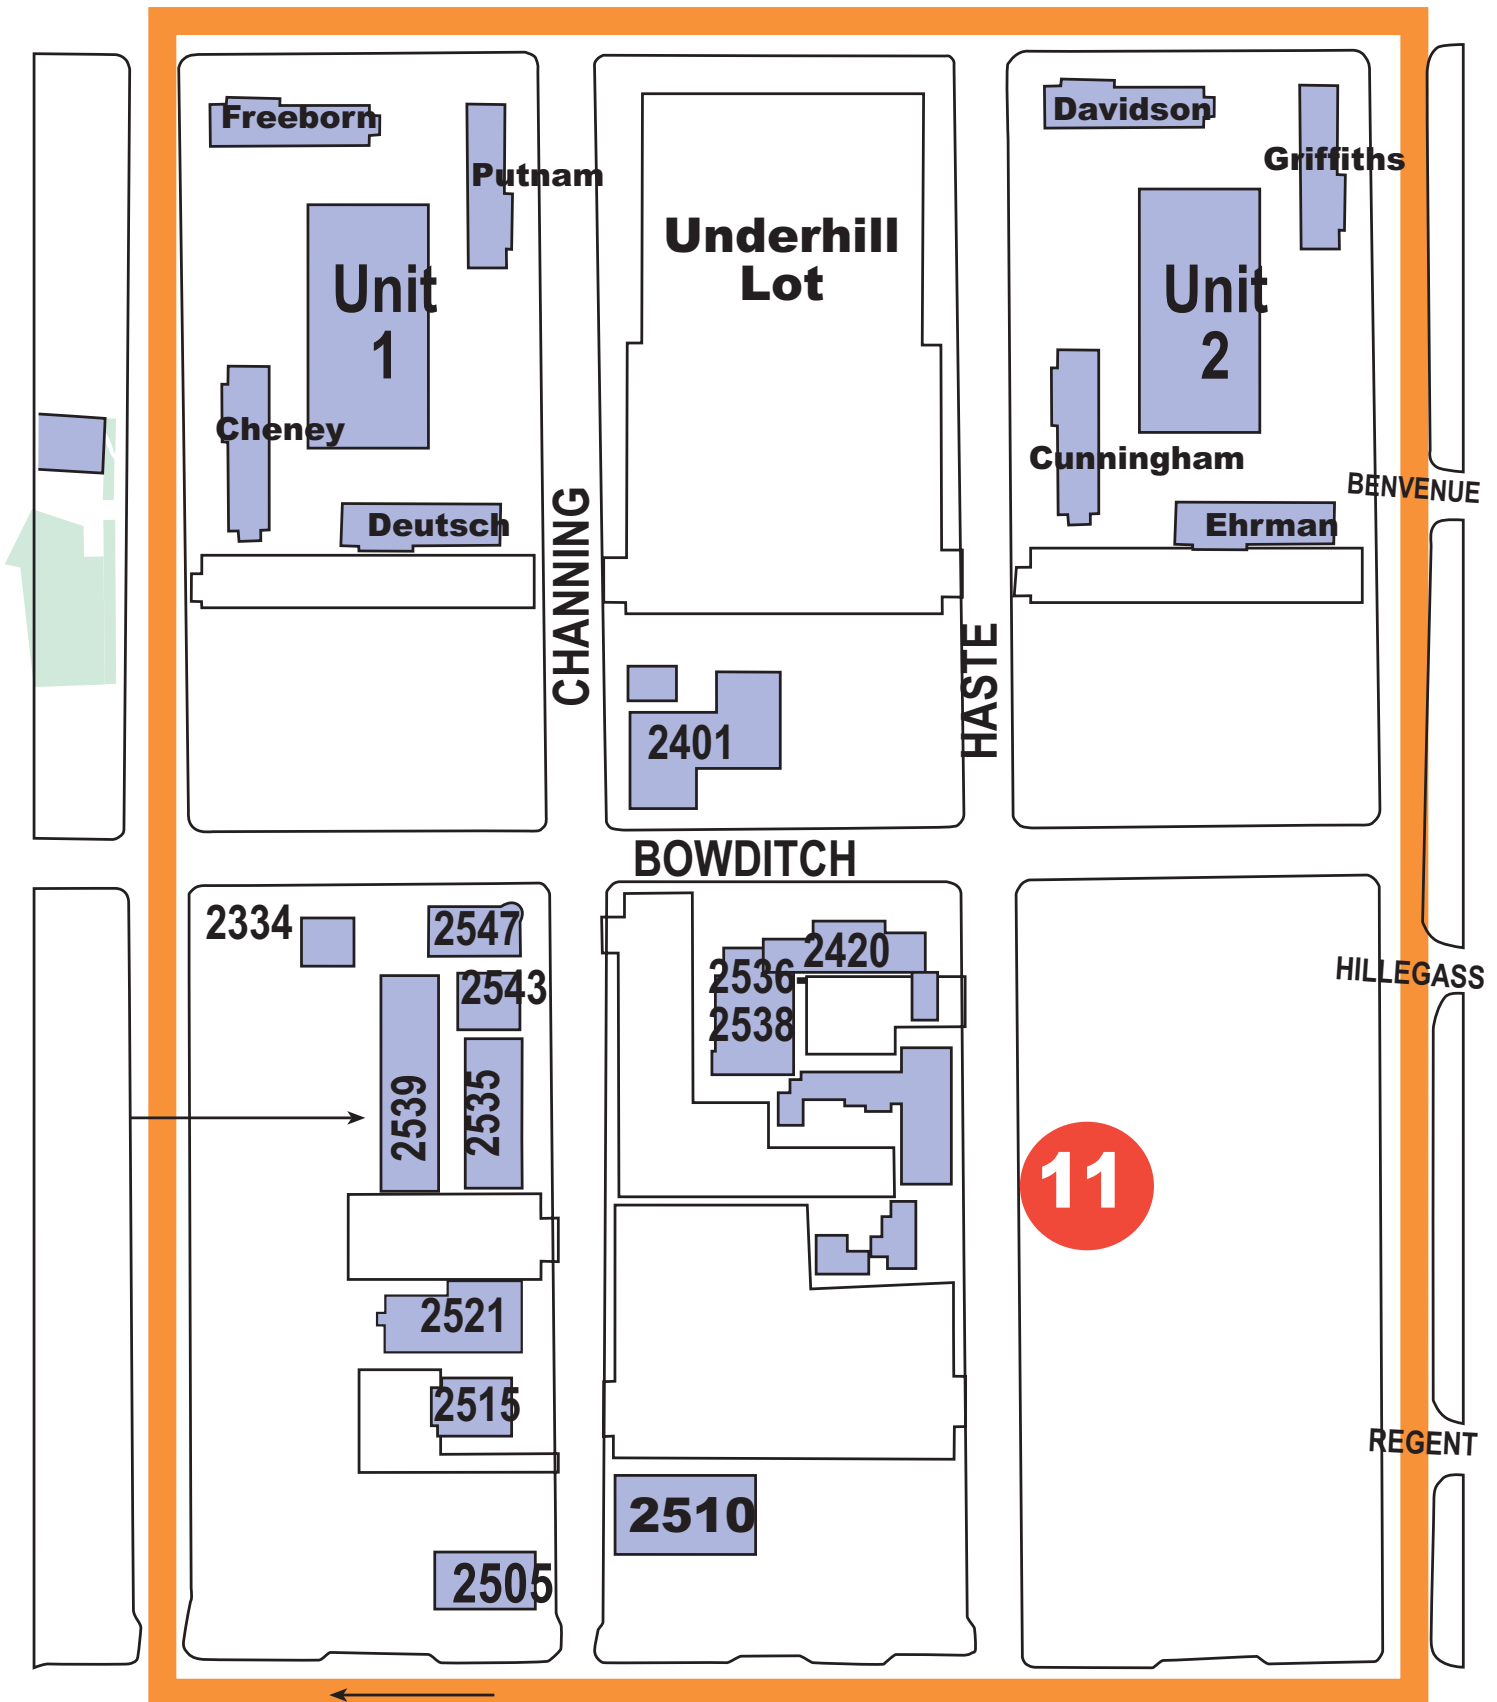 Freeborn
Putnam
Unit
1
Cheney
Deutsch
CHANNING
Underhill
Lot
2401
HASTE
Davidson
Griffiths
Unit
2
Cunningham
Ehrman
BENVENUE
BOWDITCH
2334
2547
2543
2539
2535
2521
2515
2505
2420
2536
2538
2510
11
HILLEGASS
REGENT